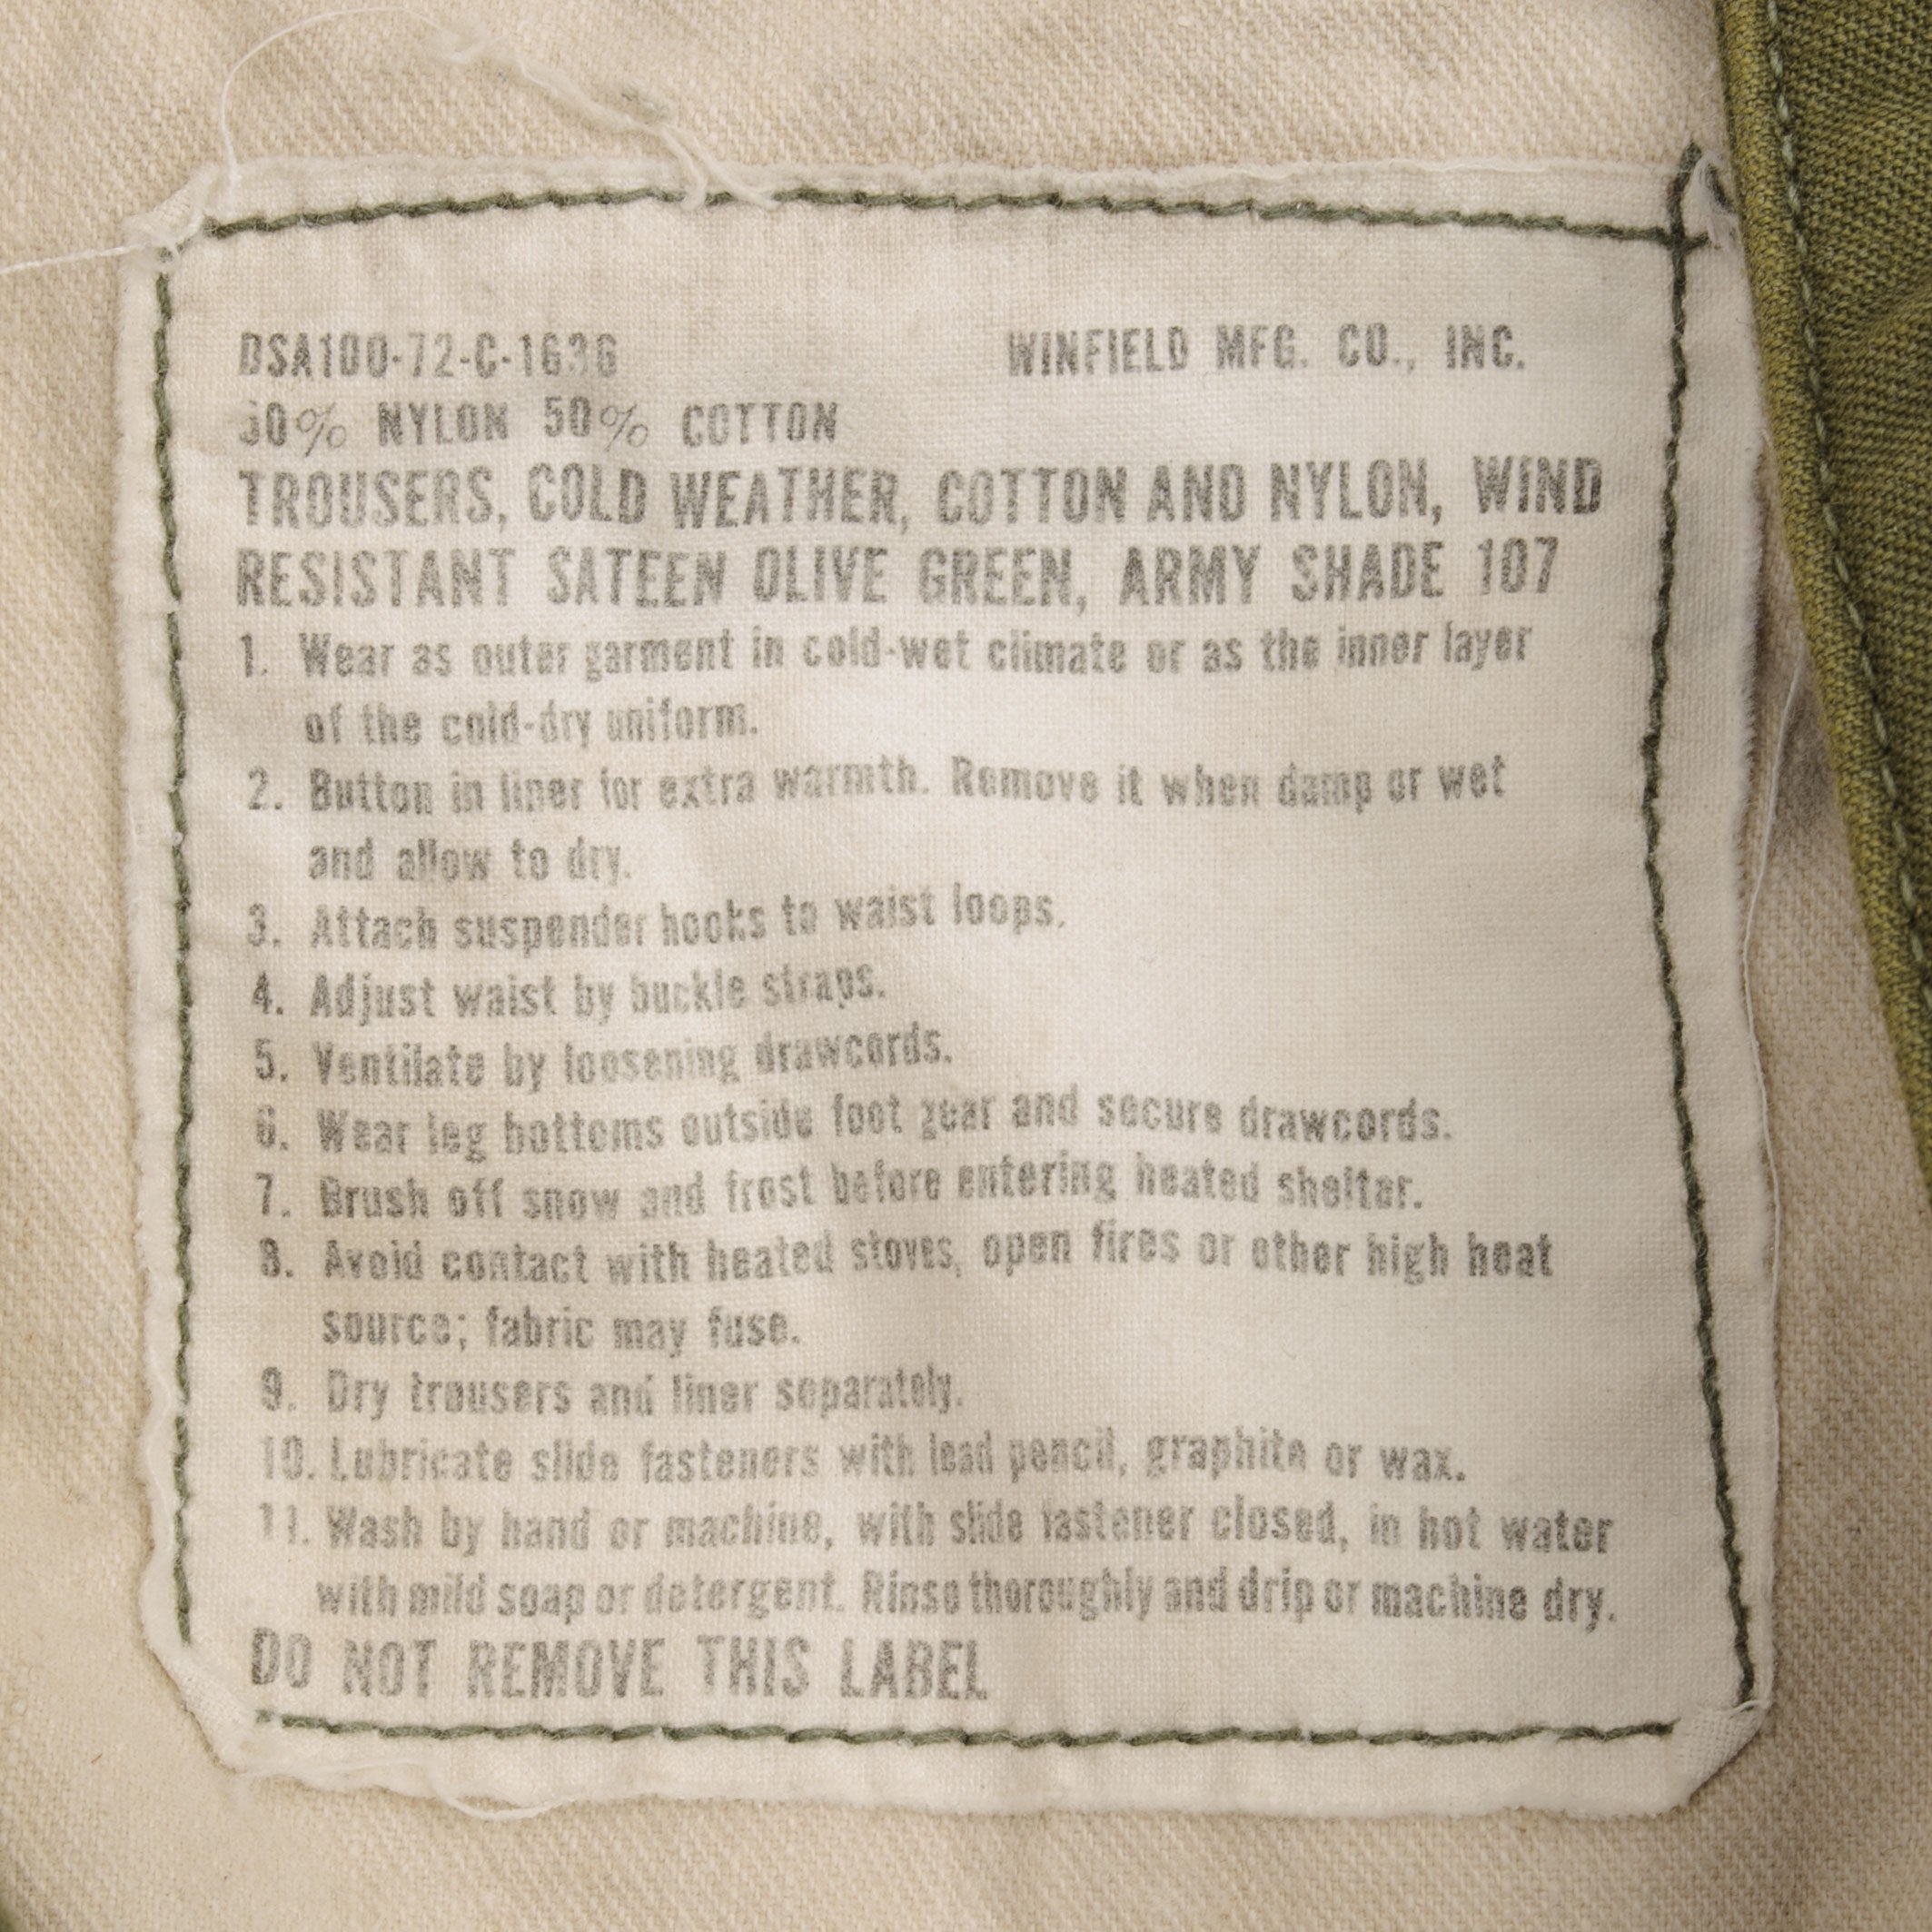 DSA100-72-C-1636 WINFIELD MFG. CO., INC.
50% NYLON 50% COTTON
TROUSERS, COLD WEATHER, COTTON AND NYLON, WIND
RESISTANT SATEEN OLIVE GREEN, ARMY SHADE 107
1. Wear as outer garment in cold-wet climate or as the inner layer
of the cold-dry uniform.
2. Button in liner for extra warmth. Remove it when damp or wet
and allow to dry.
3. Attach suspender hooks to waist loops.
4. Adjust waist by buckle straps.
5. Ventilate by loosening drawcords.
6. Wear leg bottoms outside foot gear and secure drawcords.
7. Brush off snow and frost before entering heated shelter.
8. Avoid contact with heated stoves, open fires or other high heat
source; fabric may fuse.
9. Dry trousers and liner separately.
10. Lubricate slide fasteners with lead pencil, graphite or wax.
11. Wash by hand or machine, with slide fastener closed, in hot water
with mild soap or detergent. Rinse thoroughly and drip or machine dry.
DO NOT REMOVE THIS LABEL